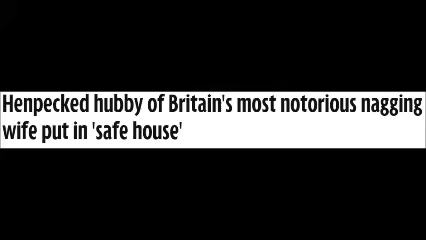 Henpecked hubby of Britain's most notorious nagging
wife put in 'safe house'